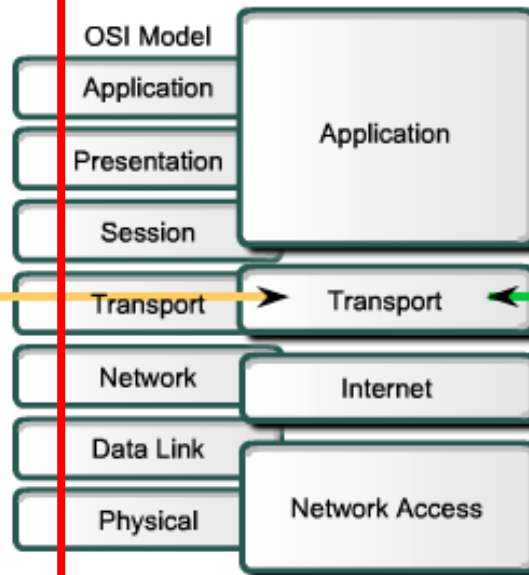 OSI Model
Application
Presentation
Session
Transport
Network
Data Link
Physical
Application
Transport
Internet
Network Access